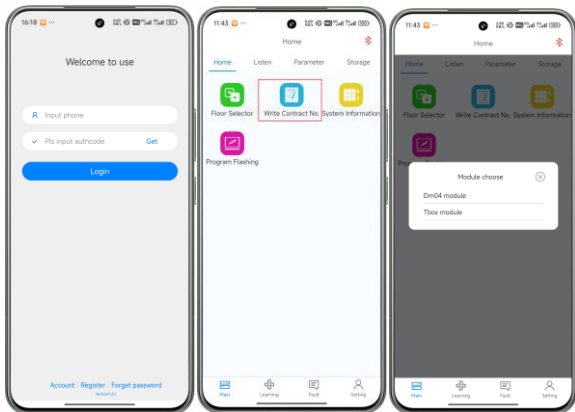 16:18
Welcome to use
Input phone
Pls input authcode Get
Login
Account Register Forget password
11:43
Home
Home Listen Parameter Storage
Floor Selector Write Contract No. System Information
Program Flashing
Main Learning Fault Setting
11:43
Home
Home Listen Parameter Storage
Floor Selector Write Contract No. System Information
Module choose
Dm04 module
Tbox module
Main Learning Fault Setting